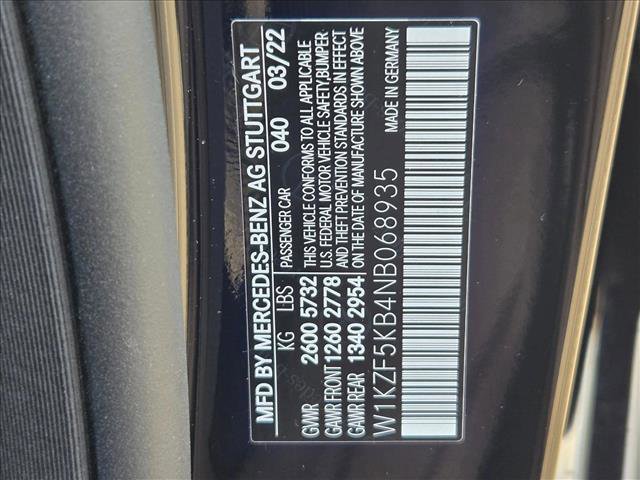 MFD BY MERCEDES-BENZ AG STUTTGART
KG LBS PASSENGER CAR 040 03/22
GVWR 2600 5732 THIS VEHICLE CONFORMS TO ALL APPLICABLE
GAWR FRONT 1260 2778 U.S. FEDERAL MOTOR VEHICLE SAFETY,BUMPER
GAWR REAR 1340 2954 AND THEFT PREVENTION STANDARDS IN EFFECT
ON THE DATE OF MANUFACTURE SHOWN ABOVE
W1KZF5KB4NB068935 MADE IN GERMANY